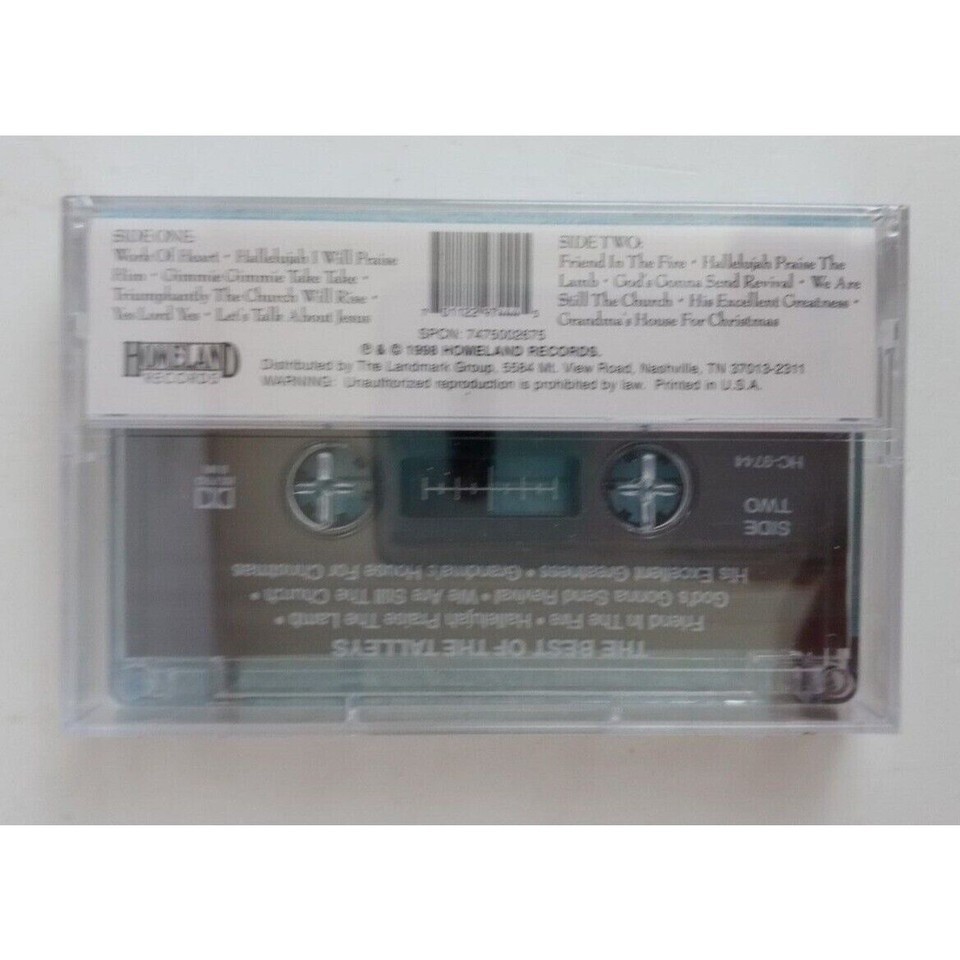 SIDE ONE:
Work Of Heart • Hallelujah I Will Praise
Him • Gimmie Gimmie Take Take •
Triumphantly The Church Will Rise •
Yes Lord Yes • Let's Talk About Jesus
SIDE TWO:
Friend In The Fire • Hallelujah Praise The
Lamb • God's Gonna Send Revival • We Are
Still The Church • His Excellent Greatness •
Grandma's House For Christmas
SPCN: 7475002675
HOMELAND
RECORDS
℗ & © 1998 HOMELAND RECORDS.
Distributed by The Landmark Group, 5584 Mt. View Road, Nashville, TN 37013-2311
WARNING: Unauthorized reproduction is prohibited by law. Printed in U.S.A.
THE BEST OF THE TALLEYS
Friend In The Fire • Hallelujah Praise The Lamb •
God's Gonna Send Revival • We Are Still The Church •
His Excellent Greatness • Grandma's House For Christmas
SIDE
TWO
HC-9744